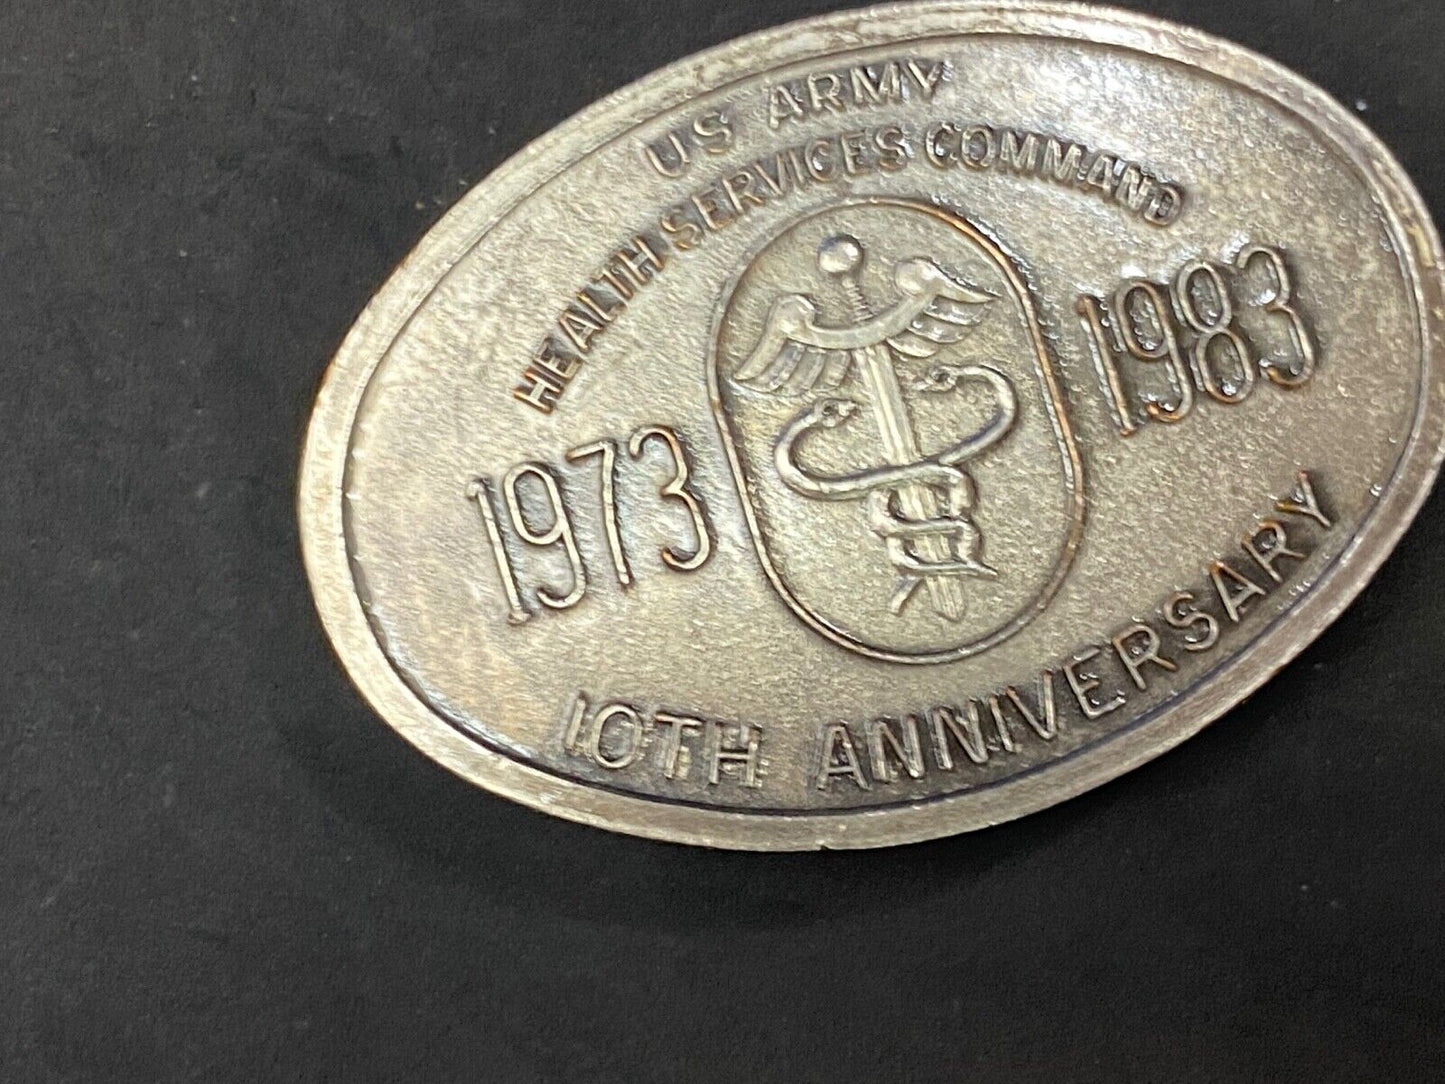 US ARMY
HEALTH SERVICES COMMAND
1973
1983
10TH ANNIVERSARY